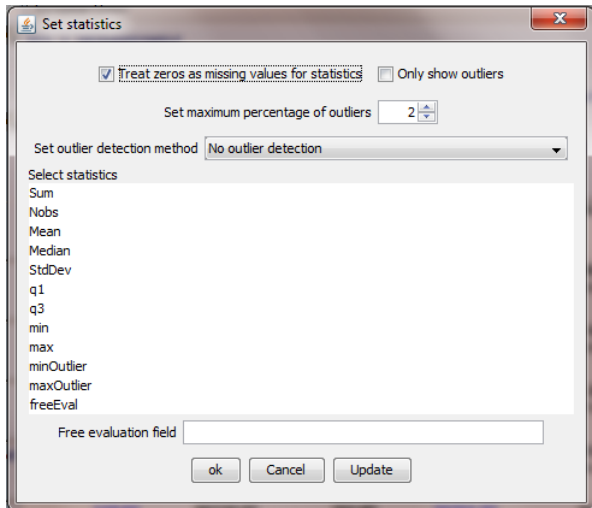 Set statistics
Treat zeros as missing values for statistics Only show outliers
Set maximum percentage of outliers 2
Set outlier detection method No outlier detection
Select statistics
Sum
Nobs
Mean
Median
StdDev
q1
q3
min
max
minOutlier
maxOutlier
freeEval
Free evaluation field
ok Cancel Update